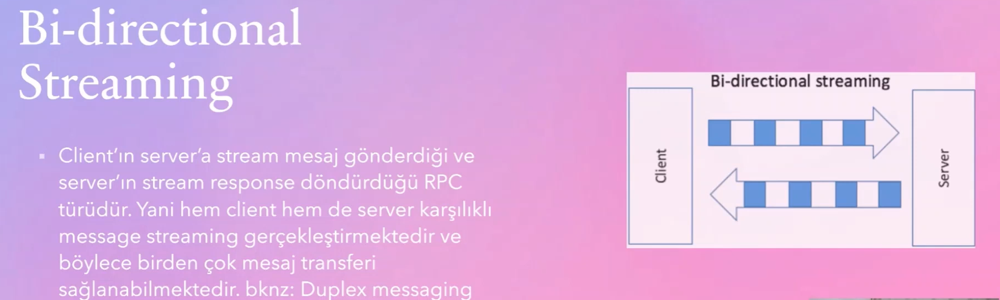 Bi-directional
Streaming
Client'ın server'a stream mesaj gönderdiği ve
server'ın stream response döndürdüğü RPC
türüdür. Yani hem client hem de server karşılıklı
message streaming gerçekleştirmektedir ve
böylece birden çok mesaj transferi
sağlanabilmektedir. bknz: Duplex messaging
Bi-directional streaming
Client
Server